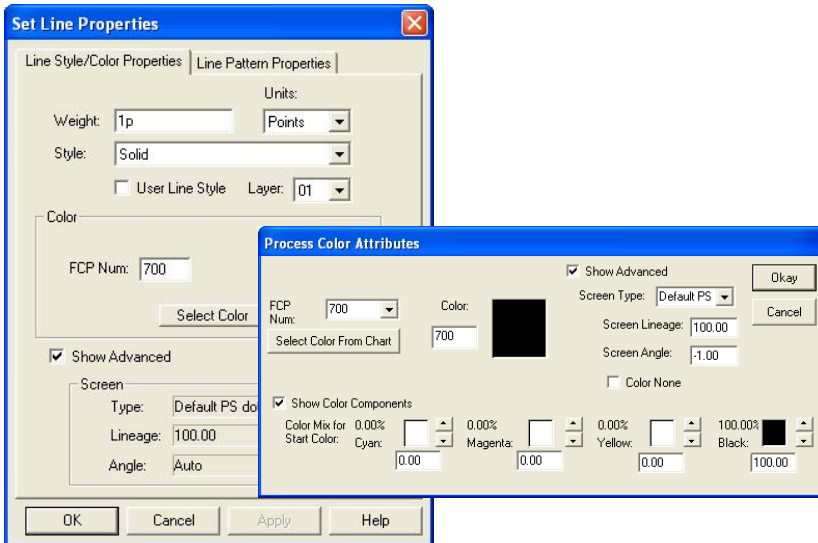 Set Line Properties
Line Style/Color Properties
Line Pattern Properties
Units:
Weight: 1p Points
Style: Solid
User Line Style Layer: 01
Color
FCP Num: 700
Select Color
Show Advanced
Screen
Type: Default PS do
Lineage: 100.00
Angle: Auto
OK Cancel Apply Help
Process Color Attributes
Show Advanced
Okay
Screen Type: Default PS
Cancel
FCP Num: 700
Color:
700
Select Color From Chart
Screen Lineage: 100.00
Screen Angle: -1.00
Color None
Show Color Components
Color Mix for Start Color:
0.00% Cyan: 0.00
0.00% Magenta: 0.00
0.00% Yellow: 0.00
100.00% Black: 100.00